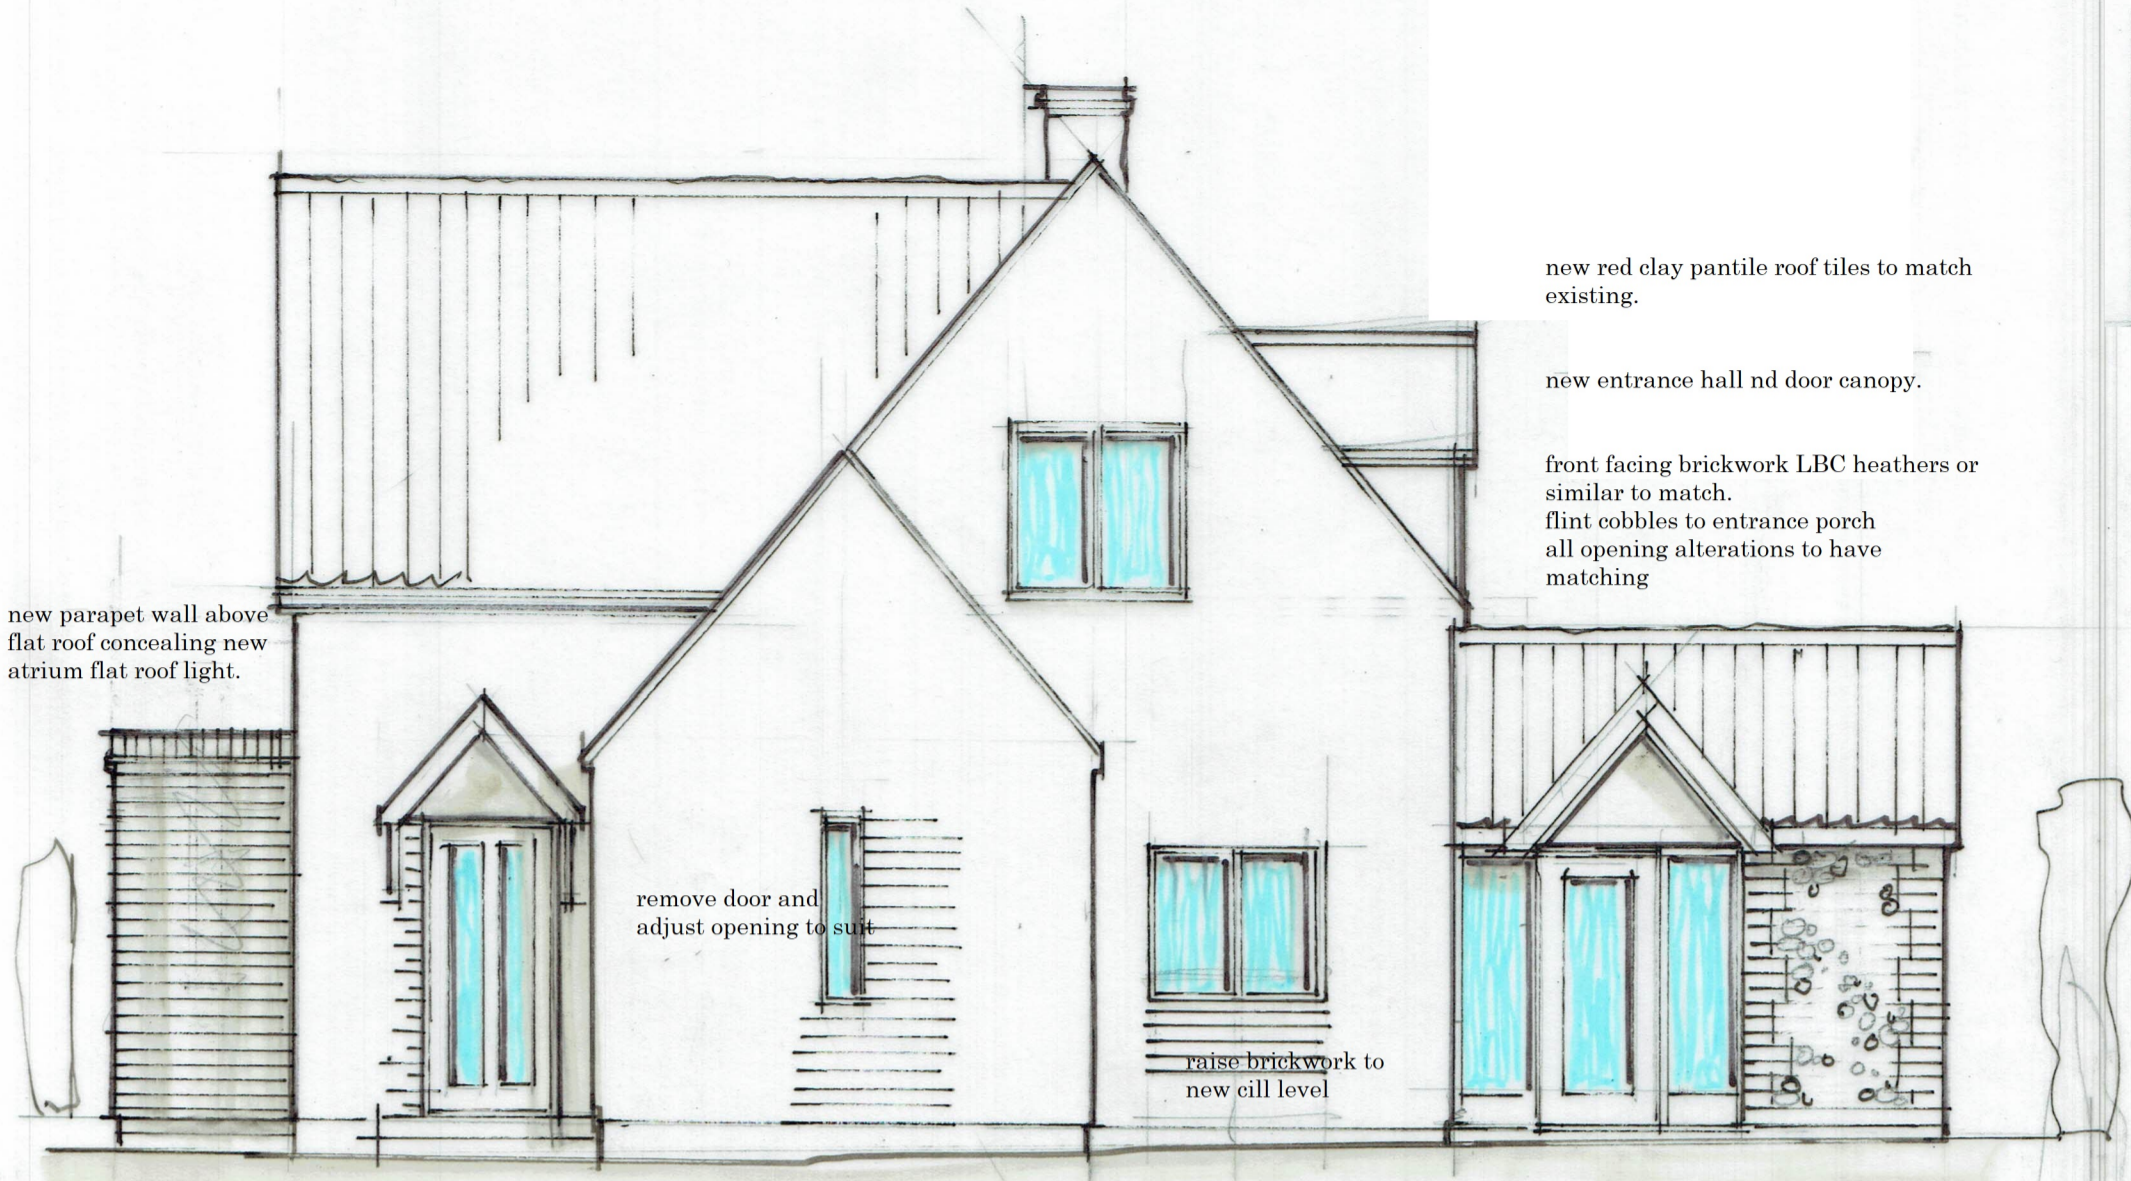 new red clay pantile roof tiles to match
existing.
new entrance hall nd door canopy.
front facing brickwork LBC heathers or
similar to match.
flint cobbles to entrance porch
all opening alterations to have
matching
new parapet wall above
flat roof concealing new
atrium flat roof light.
remove door and
adjust opening to suit
raise brickwork to
new cill level